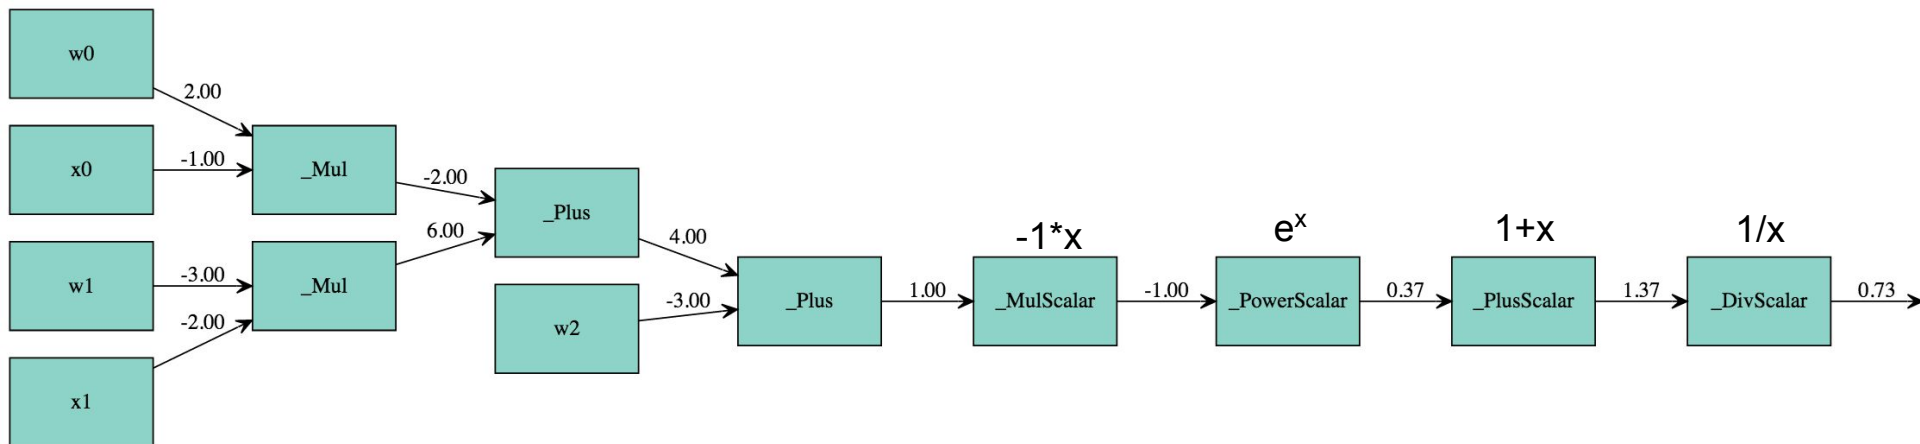 w0
2.00
x0
-1.00
_Mul
-2.00
w1
-3.00
_Mul
6.00
x1
-2.00
_Plus
4.00
w2
-3.00
_Plus
1.00
-1*x
_MulScalar
-1.00
eˣ
_PowerScalar
0.37
1+x
_PlusScalar
1.37
1/x
_DivScalar
0.73